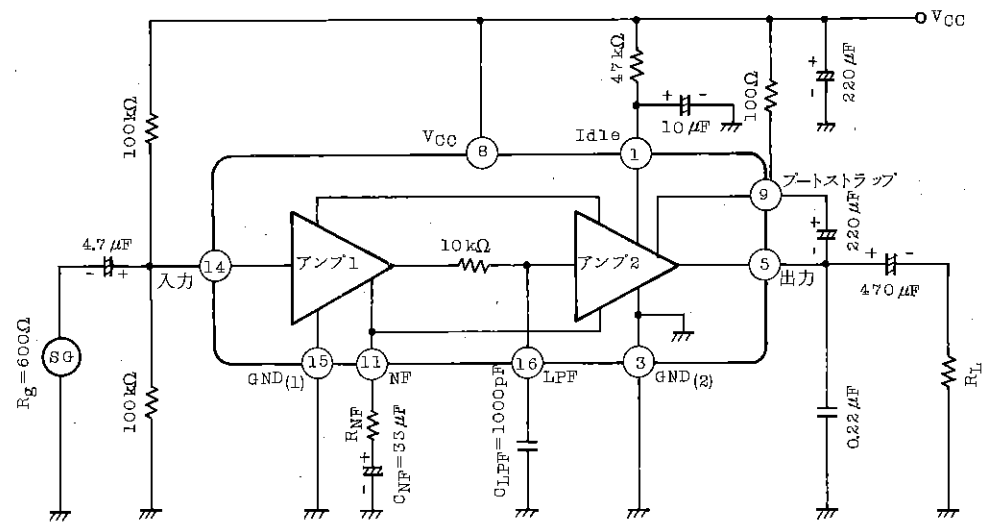 VCC
47kΩ
+ -
10μF
100Ω
+
-
220μF
100kΩ
VCC
8
Idle
1
9
ブートストラップ
4.7μF
- +
入力
14
アンプ1
10kΩ
アンプ2
5
出力
+
-
220μF
+ -
470μF
Rg=600Ω
SG
100kΩ
GND(1)
15
11
NF
16
LPF
3
GND(2)
RNF
+
-
CNF=33μF
CLPF=1000pF
0.22μF
RL